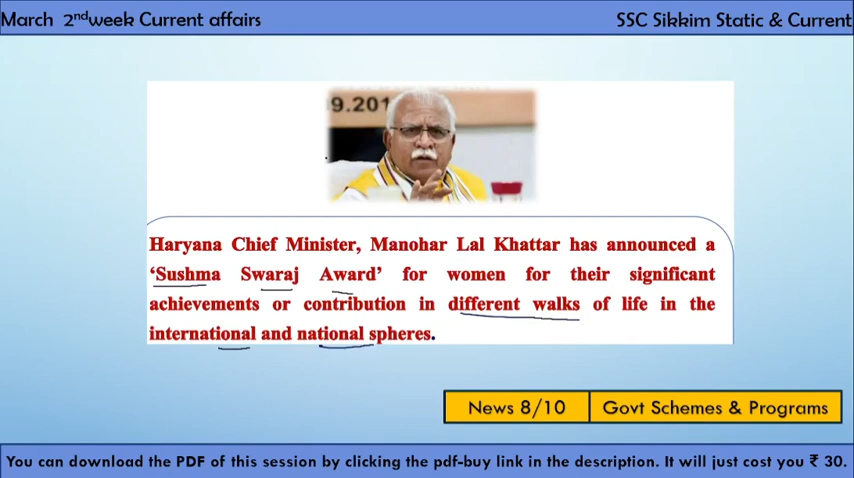 March 2nd week Current affairs
SSC Sikkim Static & Current
9.201
Haryana Chief Minister, Manohar Lal Khattar has announced a
‘Sushma Swaraj Award’ for women for their significant
achievements or contribution in different walks of life in the
international and national spheres.
News 8/10
Govt Schemes & Programs
You can download the PDF of this session by clicking the pdf-buy link in the description. It will just cost you ₹ 30.